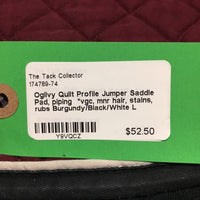 The Tack Collector
174789-74
Ogilvy Quilt Profile Jumper Saddle
Pad, piping *vgc, mnr hair, stains,
rubs Burgundy/Black/White L
$52.50
Y9VQCZ